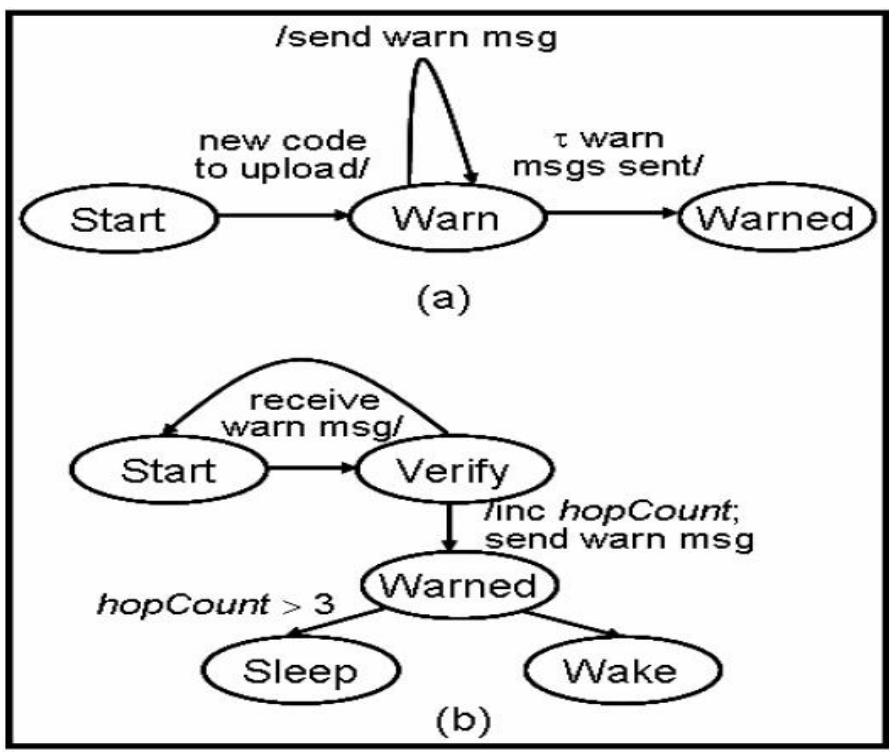 /send warn msg
new code
to upload/
τ warn
msgs sent/
Start
Warn
Warned
(a)
receive
warn msg/
Start
Verify
/inc hopCount;
send warn msg
Warned
hopCount > 3
Sleep
Wake
(b)